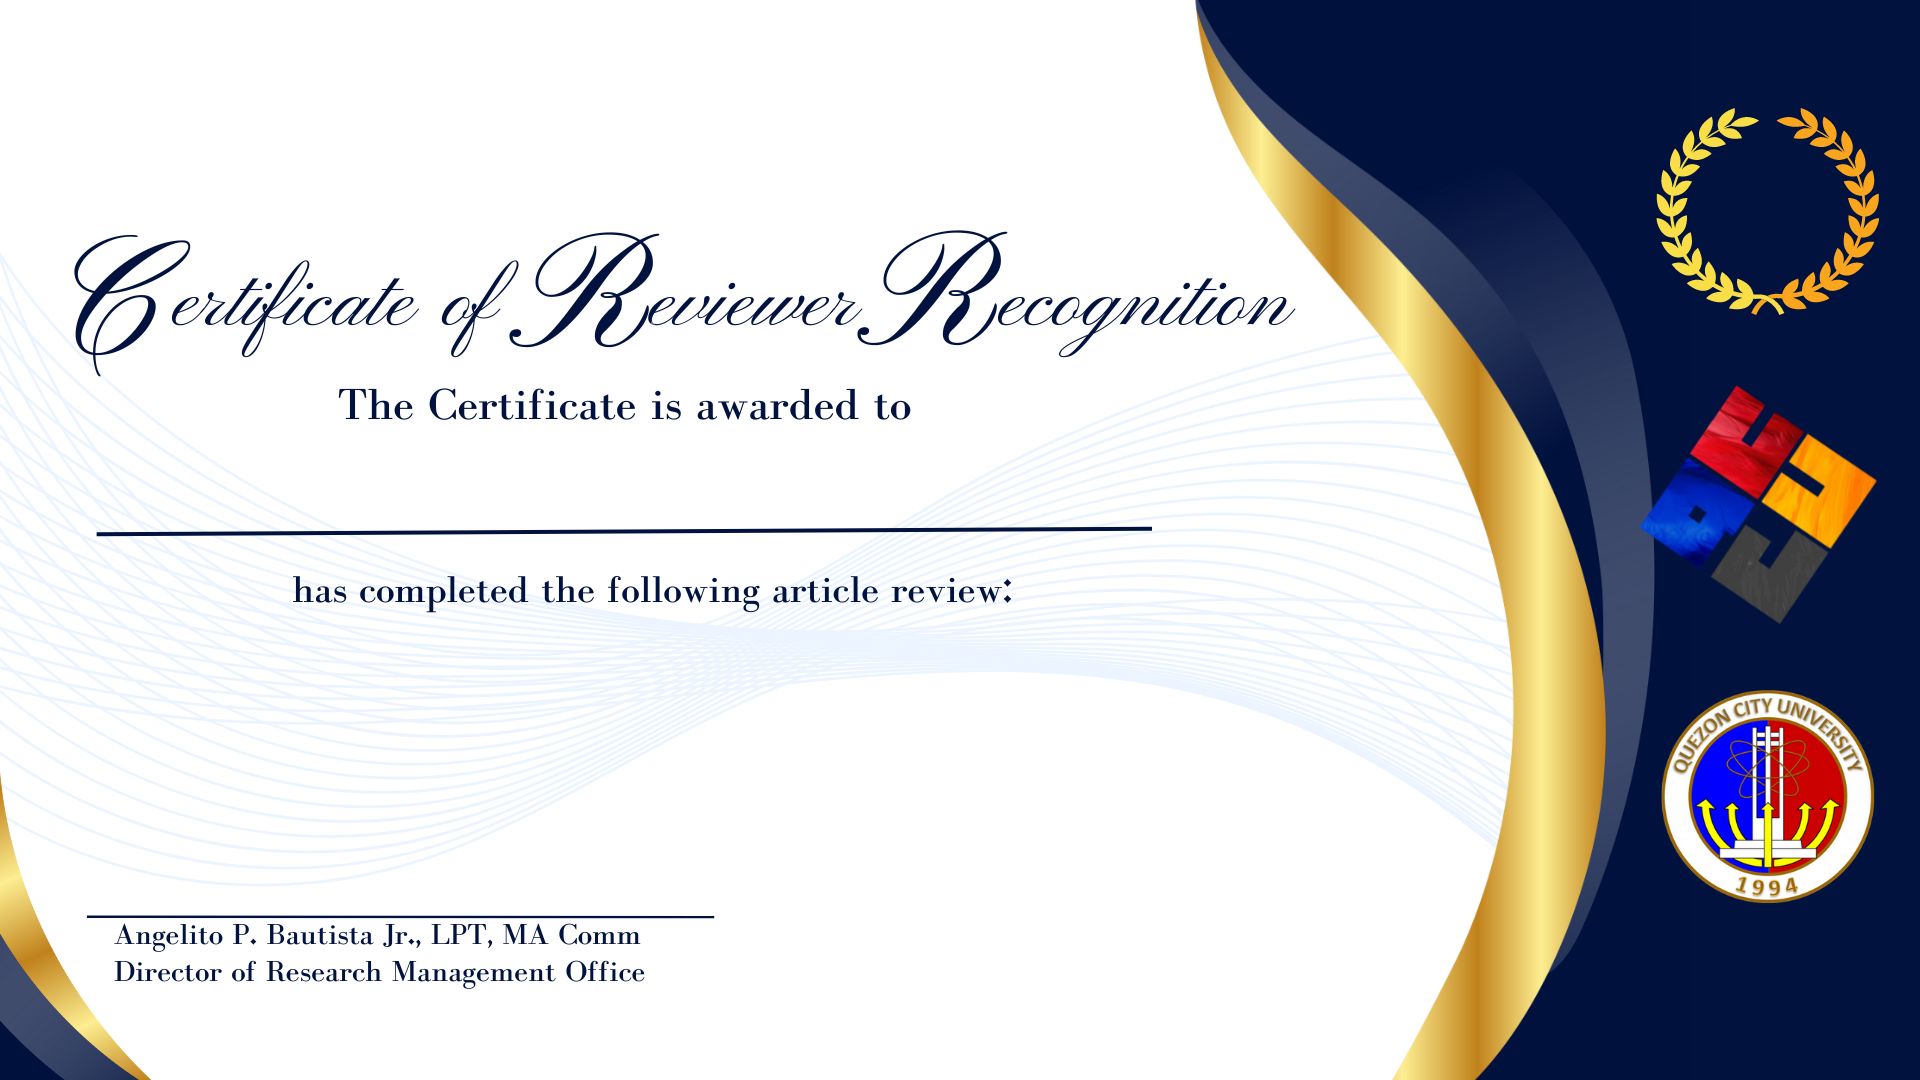 Certificate of Reviewer Recognition
The Certificate is awarded to
has completed the following article review:
Angelito P. Bautista Jr., LPT, MA Comm
Director of Research Management Office
QUEZON CITY UNIVERSITY
1994